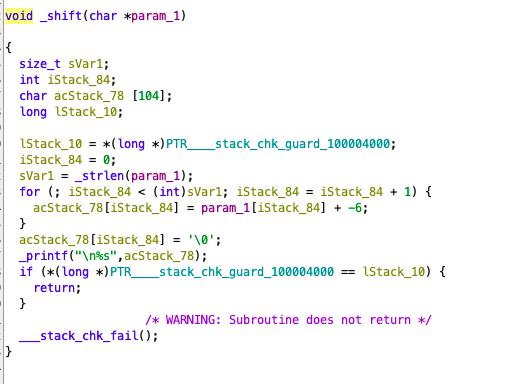 void _shift(char *param_1)
{
size_t sVar1;
int iStack_84;
char acStack_78 [104];
long lStack_10;
lStack_10 = *(long *)PTR____stack_chk_guard_100004000;
iStack_84 = 0;
sVar1 = _strlen(param_1);
for (; iStack_84 < (int)sVar1; iStack_84 = iStack_84 + 1) {
acStack_78[iStack_84] = param_1[iStack_84] + -6;
}
acStack_78[iStack_84] = '\0';
_printf("\n%s",acStack_78);
if (*(long *)PTR____stack_chk_guard_100004000 == lStack_10) {
return;
}
/* WARNING: Subroutine does not return */
___stack_chk_fail();
}